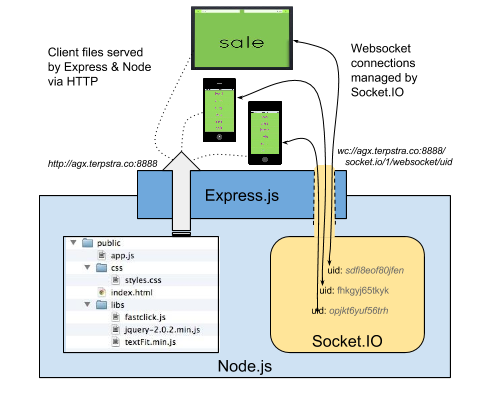 sale
Client files served
by Express & Node
via HTTP
Websocket
connections
managed by
Socket.IO
http://agx.terpstra.co:8888
wc://agx.terpstra.co:8888/
socket.io/1/websocket/uid
Express.js
public
app.js
css
styles.css
index.html
libs
fastclick.js
jquery-2.0.2.min.js
textFit.min.js
uid: sdfi8eof80jfen
uid: fhkgyj65tkyk
uid: opjkt6yuf56trh
Socket.IO
Node.js